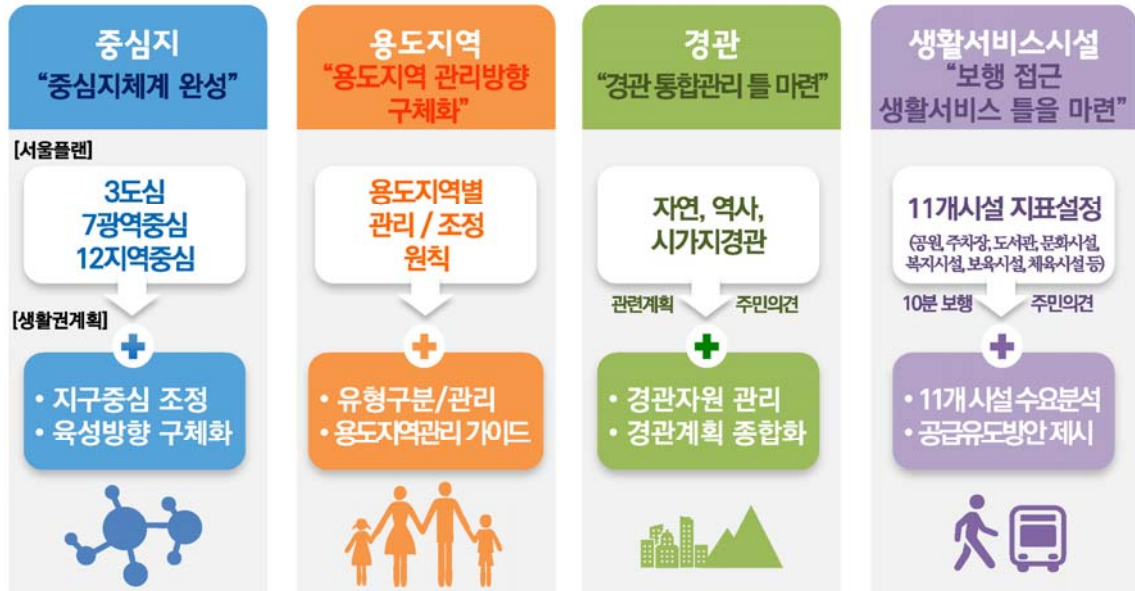 중심지
“중심지체계 완성”
[서울플랜]
3도심
7광역중심
12지역중심
[생활권계획]
• 지구중심 조정
• 육성방향 구체화
용도지역
“용도지역 관리방향
구체화”
용도지역별
관리 / 조정
원칙
• 유형구분/관리
• 용도지역관리 가이드
경관
“경관 통합관리 틀 마련”
자연, 역사,
시가지경관
관련계획 주민의견
• 경관자원 관리
• 경관계획 종합화
생활서비스시설
“보행 접근
생활서비스 틀을 마련”
11개시설 지표설정
(공원, 주차장, 도서관, 문화시설,
복지시설, 보육시설, 체육시설 등)
10분 보행 주민의견
• 11개 시설 수요분석
• 공급유도방안 제시